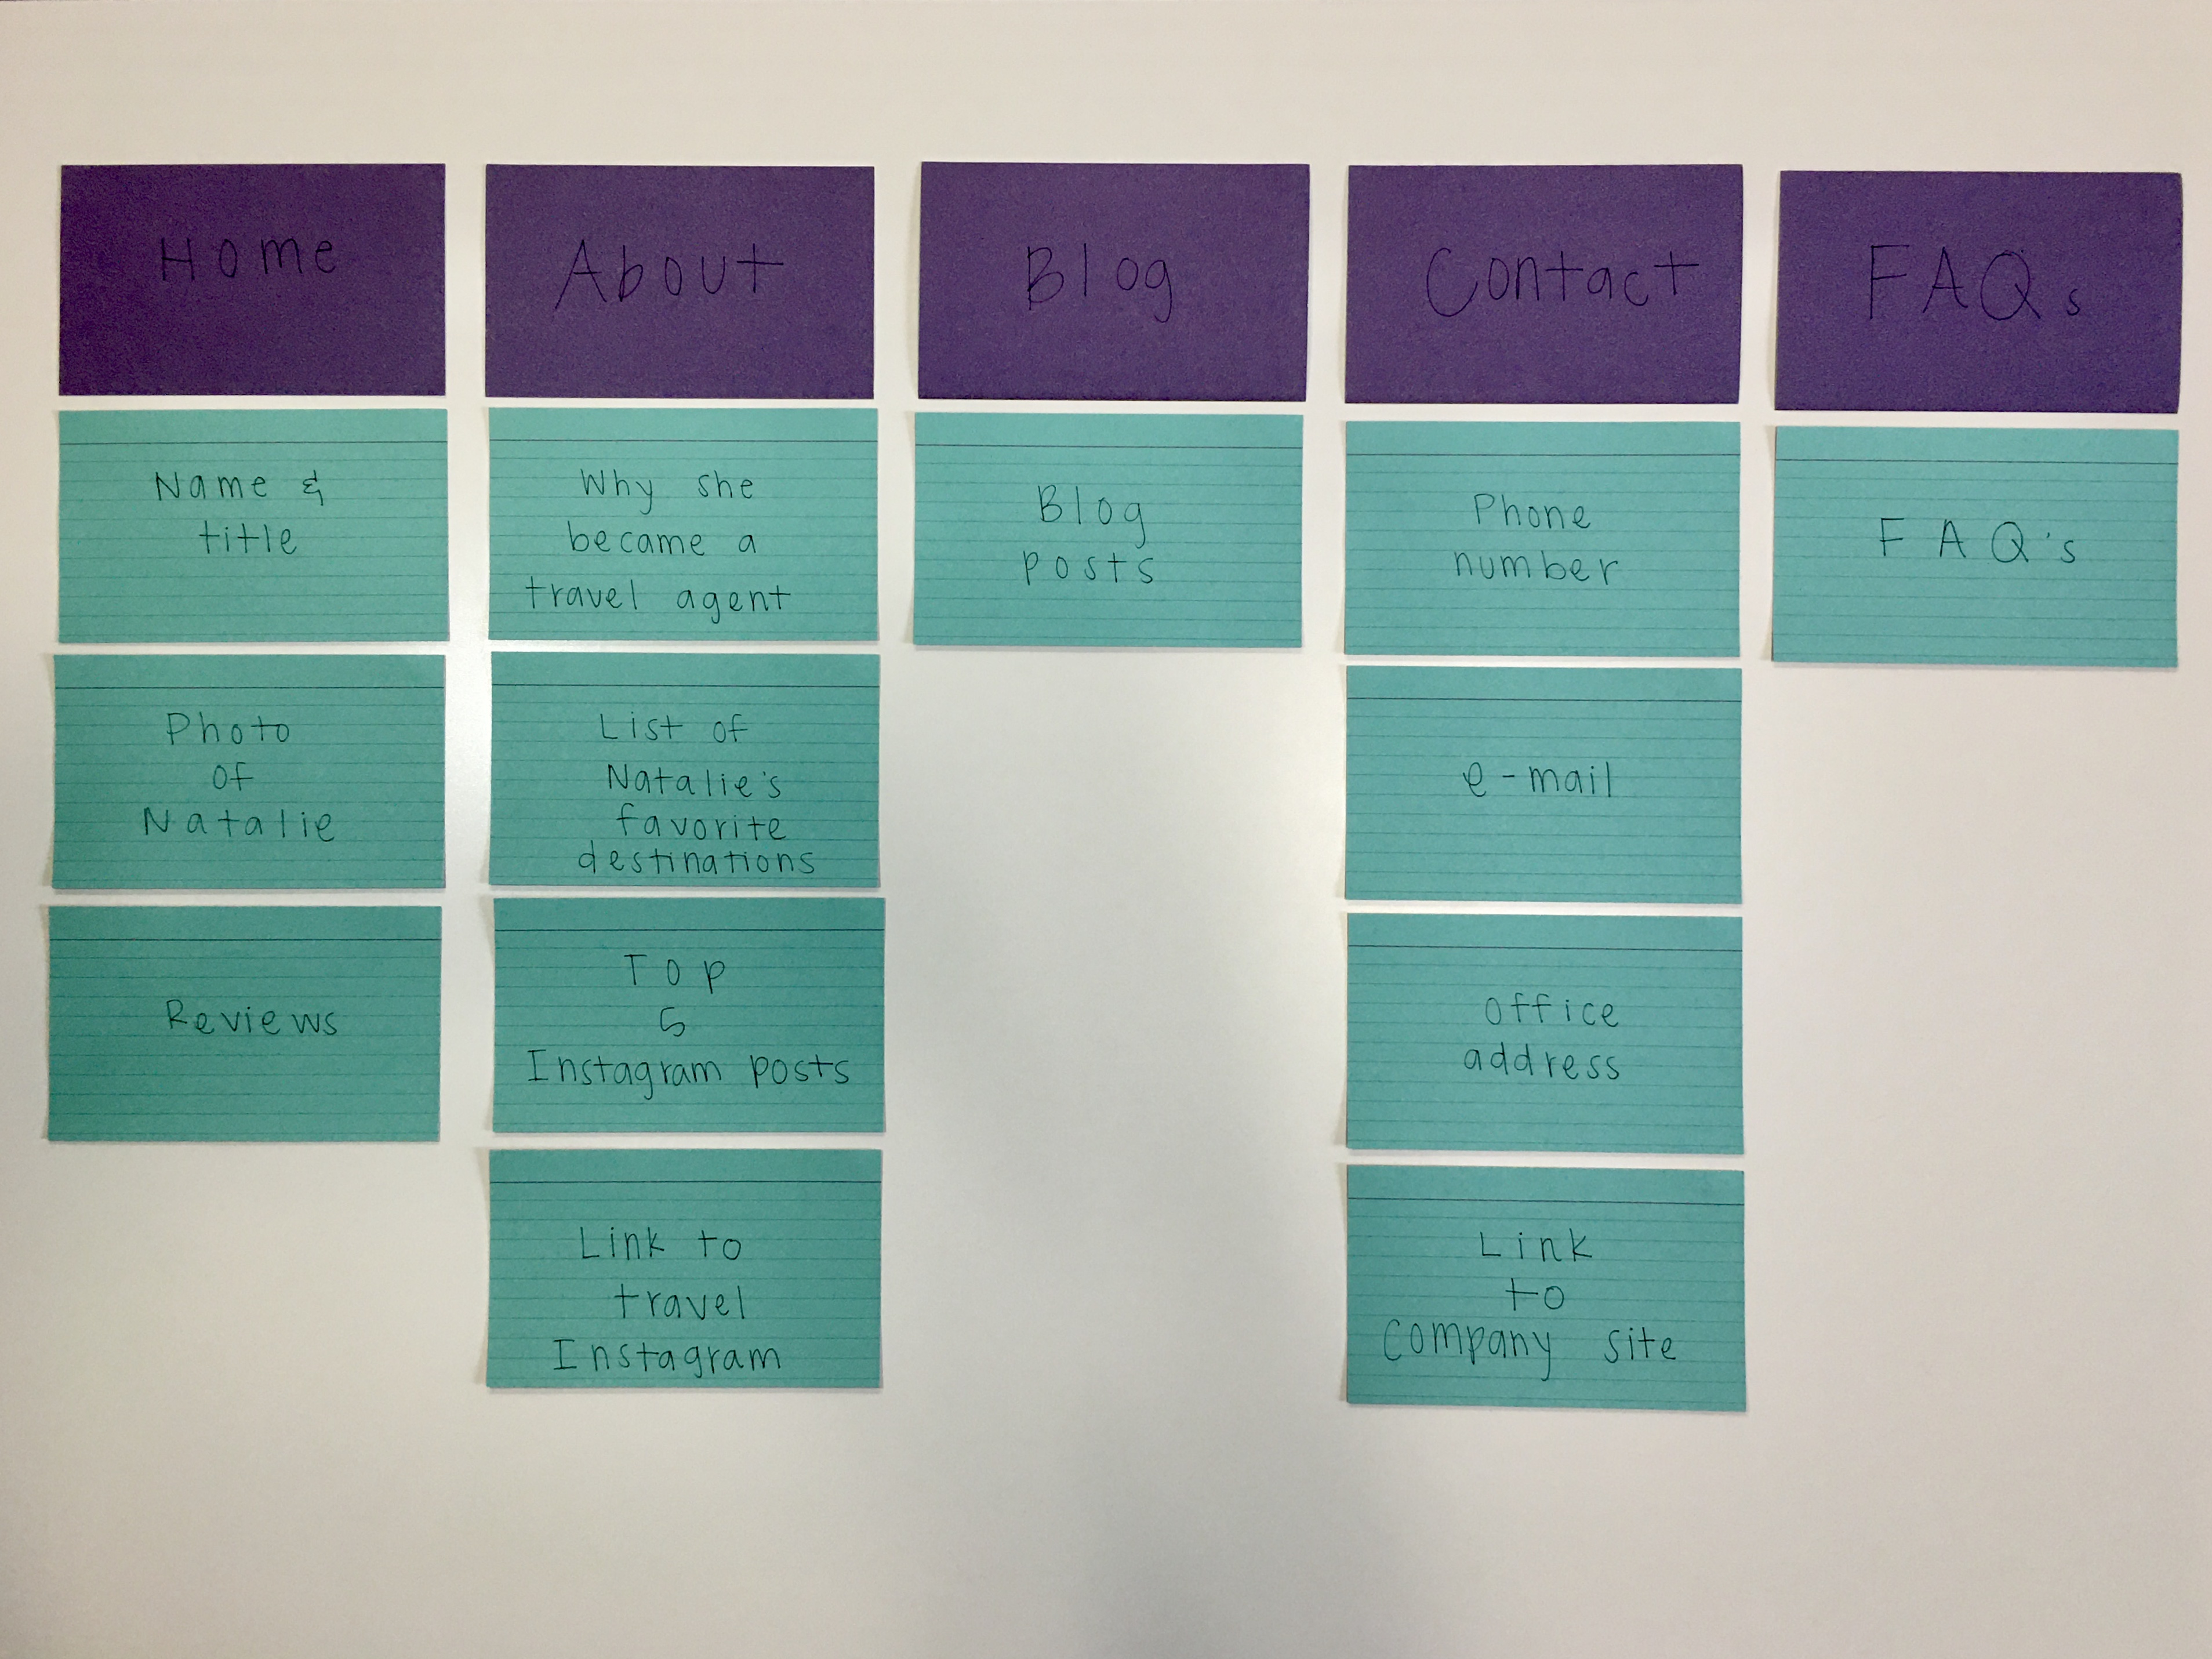 Home
Name &
title
Photo
of
Natalie
Reviews
About
Why she
became a
travel agent
List of
Natalie's
favorite
destinations
Top
5
Instagram posts
Link to
travel
Instagram
Blog
Blog
posts
Contact
Phone
number
e-mail
office
address
Link
to
company site
FAQs
FAQ's